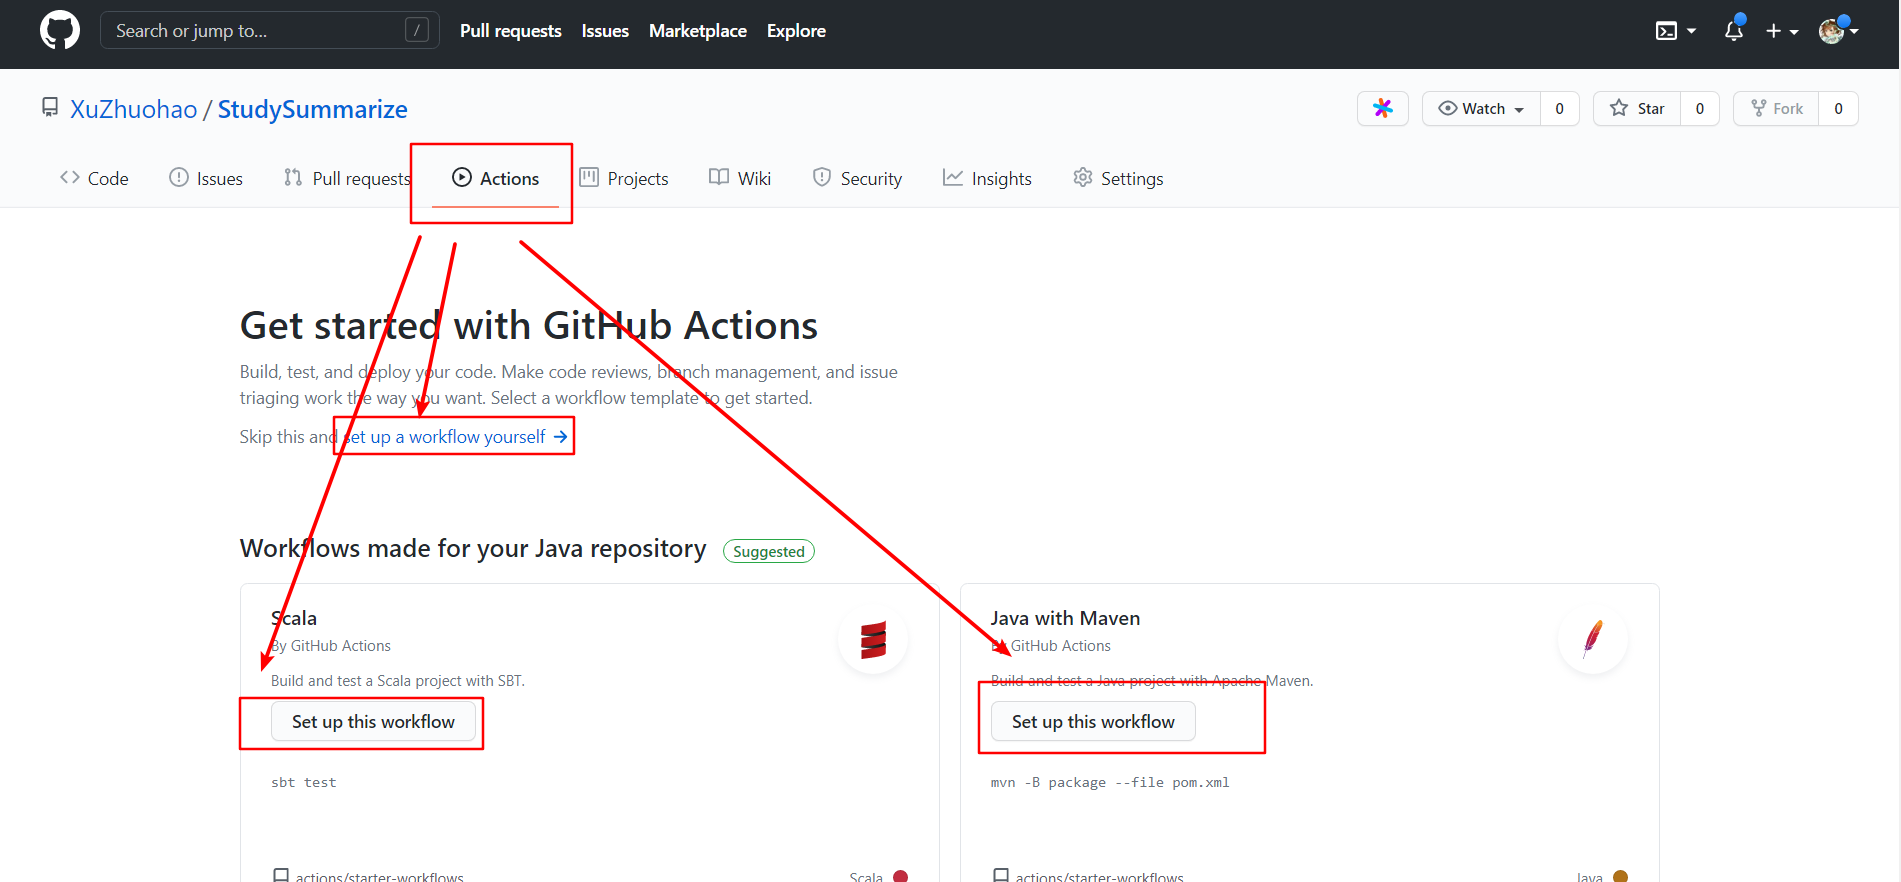 Search or jump to... /
Pull requests Issues Marketplace Explore
XuZhuohao / StudySummarize
Watch 0 Star 0 Fork 0
Code Issues Pull requests Actions Projects Wiki Security Insights Settings
Get started with GitHub Actions
Build, test, and deploy your code. Make code reviews, branch management, and issue
triaging work the way you want. Select a workflow template to get started.
Skip this and set up a workflow yourself →
Workflows made for your Java repository Suggested
Scala
By GitHub Actions
Build and test a Scala project with SBT.
Set up this workflow
sbt test
actions/starter-workflows Scala
Java with Maven
By GitHub Actions
Build and test a Java project with Apache Maven.
Set up this workflow
mvn -B package --file pom.xml
actions/starter-workflows Java